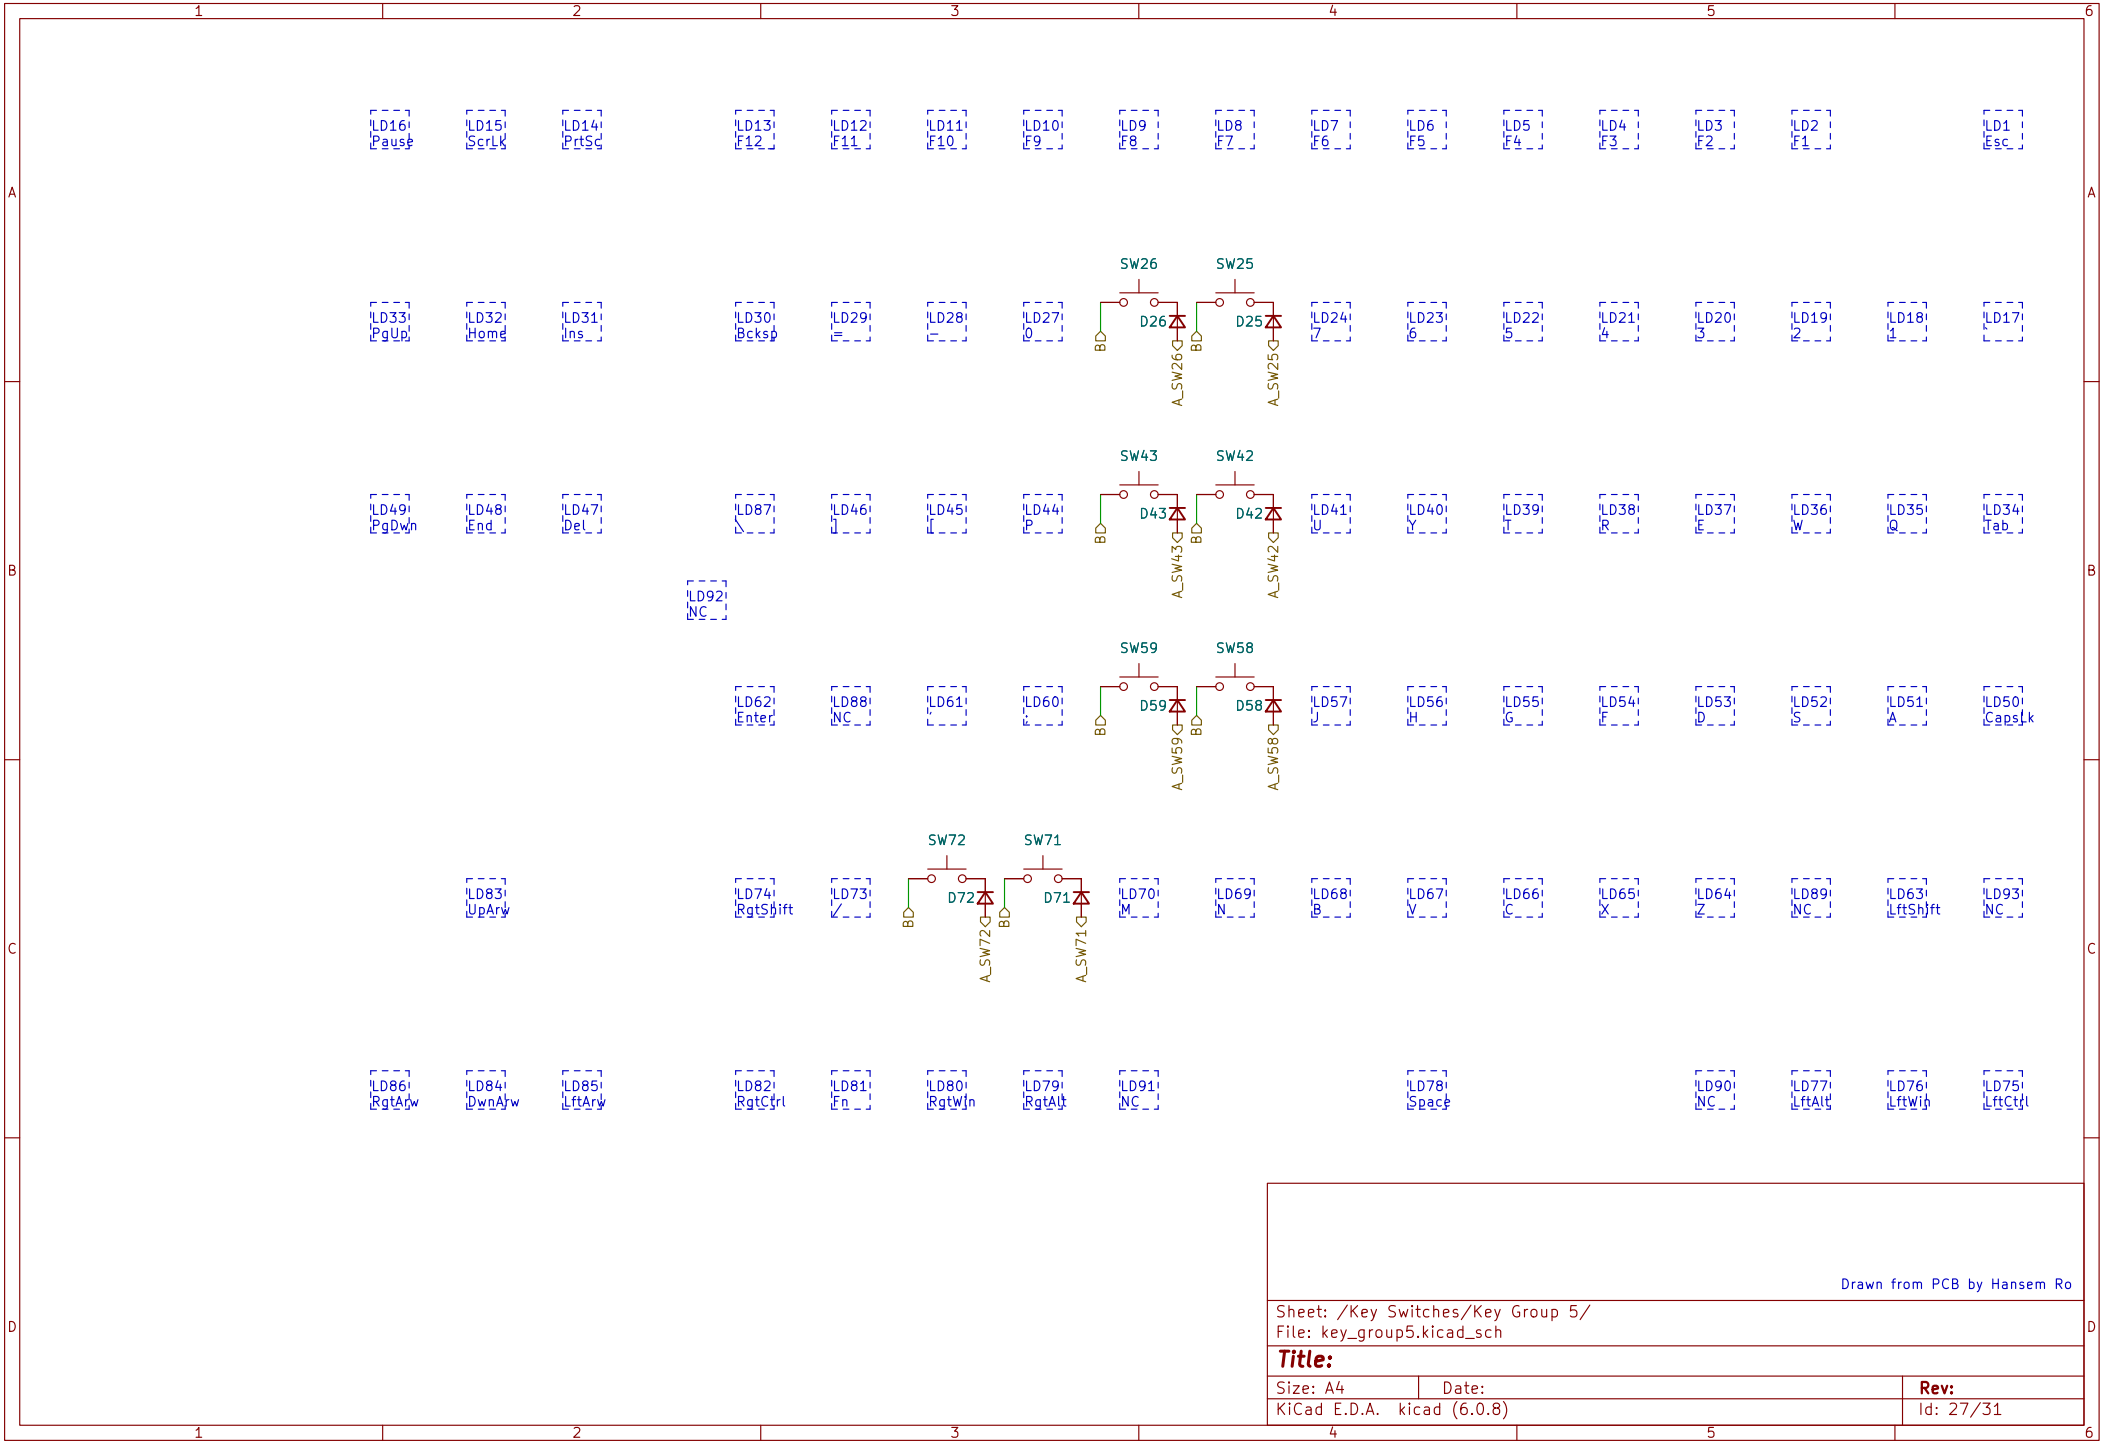 1 2 3 4 5 6
LD16 LD15 LD14 LD13 LD12 LD11 LD10 LD9 LD8 LD7 LD6 LD5 LD4 LD3 LD2 LD1
Pause ScrLk PrtSc F12 F11 F10 F9 F8 F7 F6 F5 F4 F3 F2 F1 Esc
A A
SW26 SW25
LD33 LD32 LD31 LD30 LD29 LD28 LD27 D26 D25 LD24 LD23 LD22 LD21 LD20 LD19 LD18 LD17
PgUp Home Ins Bcksp = - 0 7 6 5 4 3 2 1 `
B A_SW26 B A_SW25
SW43 SW42
LD49 LD48 LD47 LD87 LD46 LD45 LD44 D43 D42 LD41 LD40 LD39 LD38 LD37 LD36 LD35 LD34
PgDwn End Del \ ] [ P U Y T R E W Q Tab
B A_SW43 B A_SW42
B B
LD92
NC
SW59 SW58
LD62 LD88 LD61 LD60 D59 D58 LD57 LD56 LD55 LD54 LD53 LD52 LD51 LD50
Enter NC ' ; J H G F D S A CapsLk
B A_SW59 B A_SW58
SW72 SW71
LD83 LD74 LD73 D72 D71 LD70 LD69 LD68 LD67 LD66 LD65 LD64 LD89 LD63 LD93
UpArw RgtShift / M N B V C X Z NC LftShift NC
B A_SW72 B A_SW71
C C
LD86 LD84 LD85 LD82 LD81 LD80 LD79 LD91 LD78 LD90 LD77 LD76 LD75
RgtArw DwnArw LftArw RgtCtrl Fn RgtWin RgtAlt NC Space NC LftAlt LftWin LftCtrl
Drawn from PCB by Hansem Ro
Sheet: /Key Switches/Key Group 5/
D D
File: key_group5.kicad_sch
Title:
Size: A4 Date: Rev:
KiCad E.D.A. kicad (6.0.8) Id: 27/31
1 2 3 4 5 6